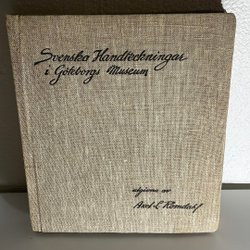 Svenska Handteckningar
i Göteborgs Museum
utgivna av
Axel L Romdahl